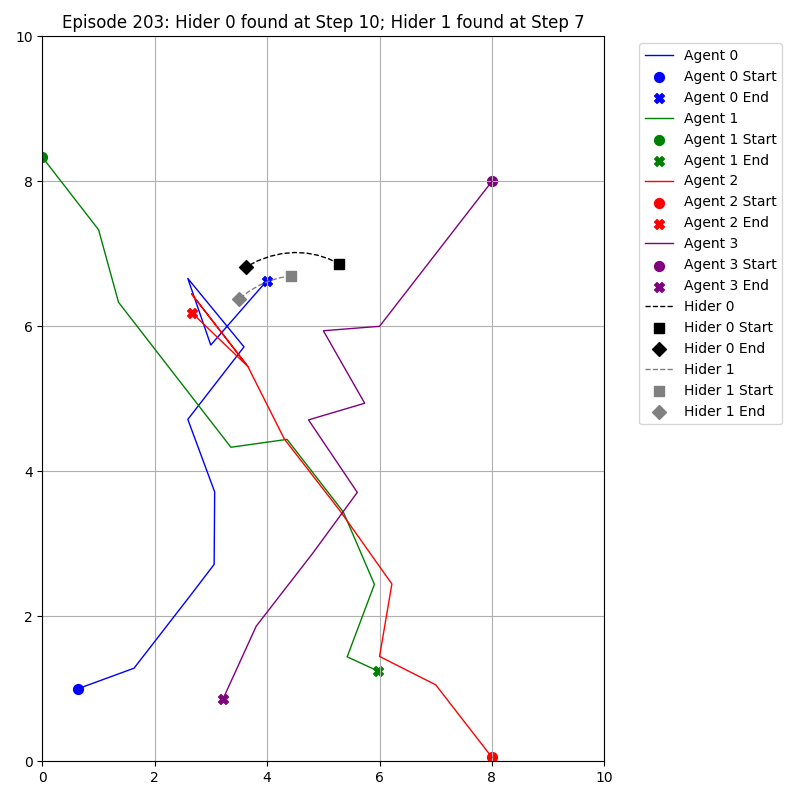 Episode 203: Hider 0 found at Step 10; Hider 1 found at Step 7
10
8
6
4
2
0
0
2
4
6
8
10
Agent 0
Agent 0 Start
Agent 0 End
Agent 1
Agent 1 Start
Agent 1 End
Agent 2
Agent 2 Start
Agent 2 End
Agent 3
Agent 3 Start
Agent 3 End
Hider 0
Hider 0 Start
Hider 0 End
Hider 1
Hider 1 Start
Hider 1 End